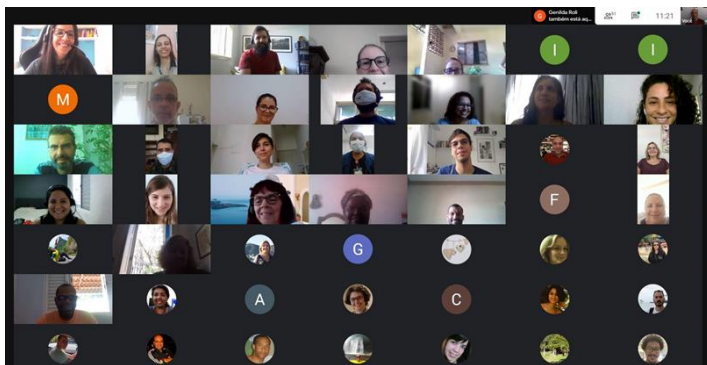 G
Genilda Roli
também está aq...
11:21
Você
I
I
M
F
G
A
C